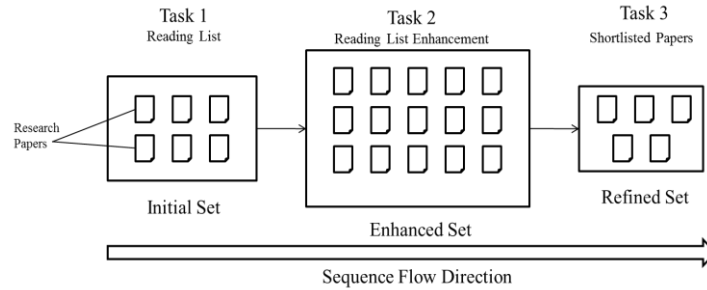 Task 1
Reading List
Task 2
Reading List Enhancement
Task 3
Shortlisted Papers
Research
Papers
Initial Set
Enhanced Set
Refined Set
Sequence Flow Direction